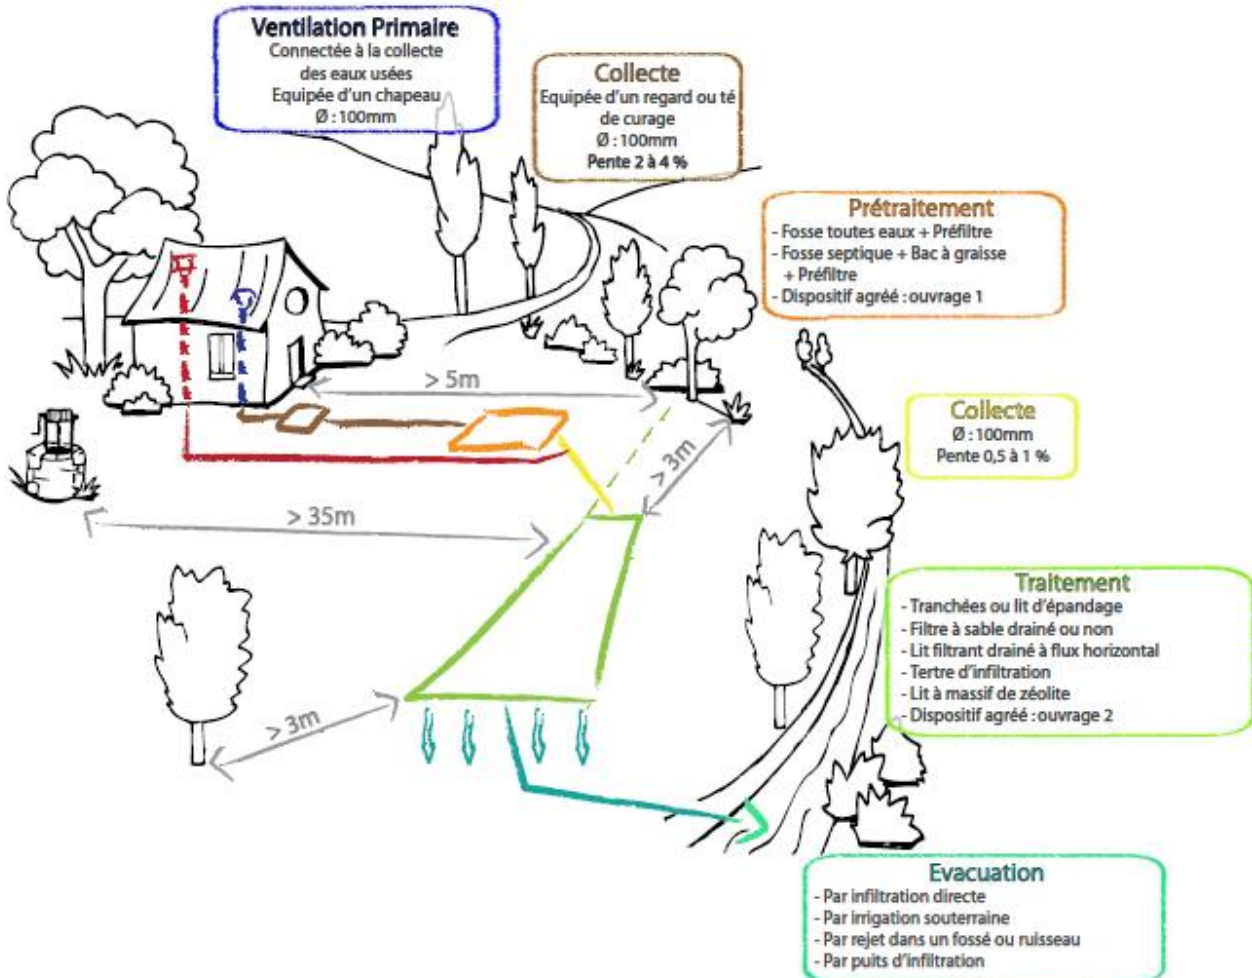 Ventilation Primaire
Connectée à la collecte
des eaux usées
Equipée d'un chapeau
Ø : 100mm
Collecte
Equipée d'un regard ou té
de curage
Ø : 100mm
Pente 2 à 4 %
Prétraitement
- Fosse toutes eaux + Préfiltre
- Fosse septique + Bac à graisse
+ Préfiltre
- Dispositif agréé : ouvrage 1
> 5m
Collecte
Ø : 100mm
Pente 0,5 à 1 %
> 3m
> 35m
Traitement
- Tranchées ou lit d'épandage
- Filtre à sable drainé ou non
- Lit filtrant drainé à flux horizontal
- Tertre d'infiltration
- Lit à massif de zéolite
- Dispositif agréé : ouvrage 2
> 3m
Evacuation
- Par infiltration directe
- Par irrigation souterraine
- Par rejet dans un fossé ou ruisseau
- Par puits d'infiltration